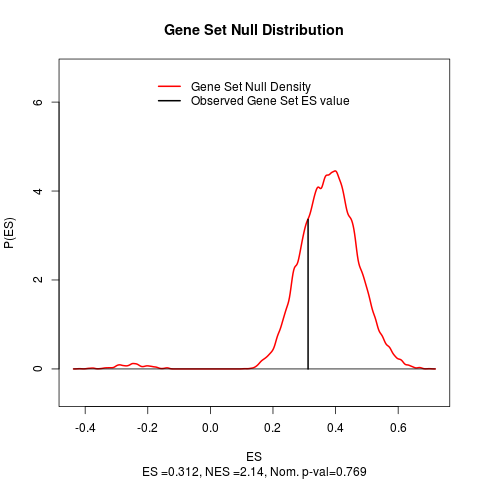 Gene Set Null Distribution
Gene Set Null Density
Observed Gene Set ES value
P(ES)
6
4
2
0
-0.4 -0.2 0.0 0.2 0.4 0.6
ES
ES =0.312, NES =2.14, Nom. p-val=0.769